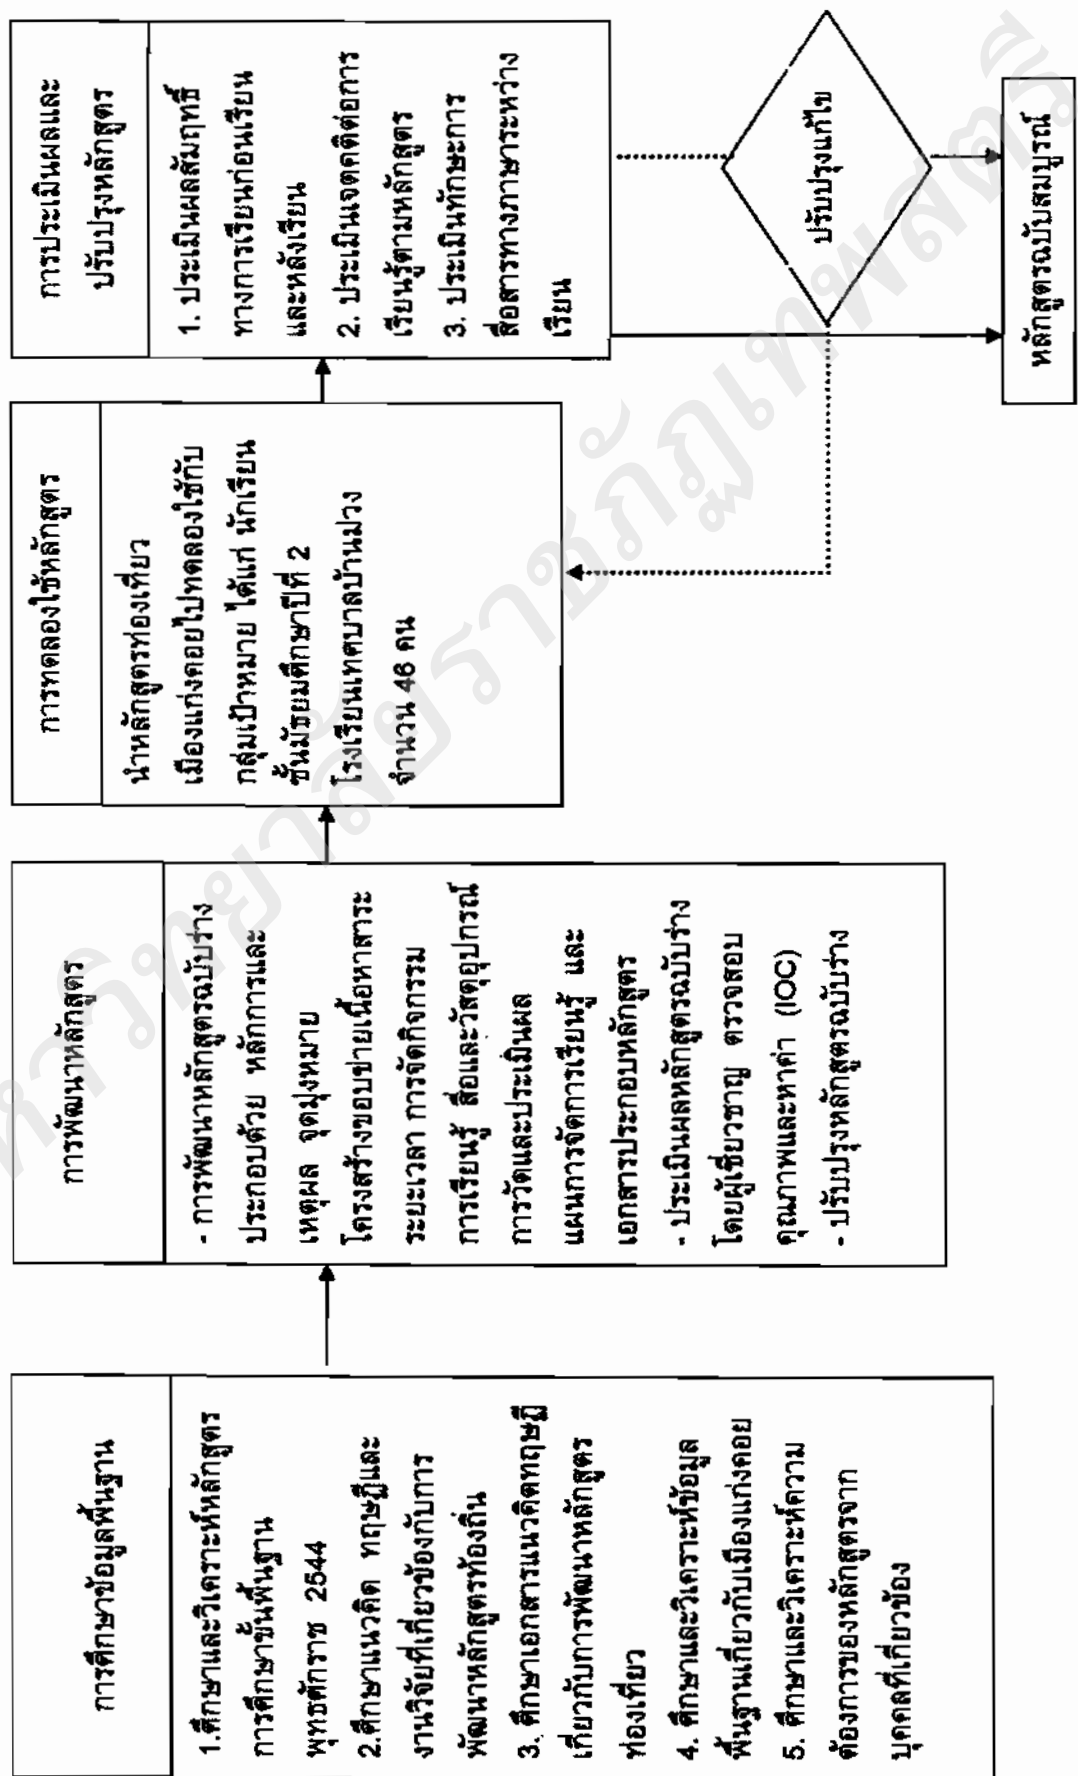 การศึกษาข้อมูลพื้นฐาน
1.ศึกษาและวิเคราะห์หลักสูตร
การศึกษาขั้นพื้นฐาน
พุทธศักราช 2544
2.ศึกษาแนวคิด ทฤษฎีและ
งานวิจัยที่เกี่ยวข้องกับการ
พัฒนาหลักสูตรท้องถิ่น
3. ศึกษาเอกสารแนวคิดทฤษฎี
เกี่ยวกับการพัฒนาหลักสูตร
ท่องเที่ยว
4. ศึกษาและวิเคราะห์ข้อมูล
พื้นฐานเกี่ยวกับเมืองแก่งคอย
5. ศึกษาและวิเคราะห์ความ
ต้องการของหลักสูตรจาก
บุคคลที่เกี่ยวข้อง
การพัฒนาหลักสูตร
- การพัฒนาหลักสูตรฉบับร่าง
ประกอบด้วย หลักการและ
เหตุผล จุดมุ่งหมาย
โครงสร้างขอบข่ายเนื้อหาสาระ
ระยะเวลา การจัดกิจกรรม
การเรียนรู้ สื่อและวัสดุอุปกรณ์
การวัดและประเมินผล
แผนการจัดการเรียนรู้ และ
เอกสารประกอบหลักสูตร
- ประเมินผลหลักสูตรฉบับร่าง
โดยผู้เชี่ยวชาญ ตรวจสอบ
คุณภาพและหาค่า (IOC)
- ปรับปรุงหลักสูตรฉบับร่าง
การทดลองใช้หลักสูตร
นำหลักสูตรท่องเที่ยว
เมืองแก่งคอยไปทดลองใช้กับ
กลุ่มเป้าหมาย ได้แก่ นักเรียน
ชั้นมัธยมศึกษาปีที่ 2
โรงเรียนเทศบาลบ้านม่วง
จำนวน 46 คน
การประเมินผลและ
ปรับปรุงหลักสูตร
1. ประเมินผลสัมฤทธิ์
ทางการเรียนก่อนเรียน
และหลังเรียน
2. ประเมินเจตคติต่อการ
เรียนรู้ตามหลักสูตร
3. ประเมินทักษะการ
สื่อสารทางภาษาระหว่าง
เรียน
ปรับปรุงแก้ไข
หลักสูตรฉบับสมบูรณ์
หาวิทยาลัยราชภัฏเทพสตรี